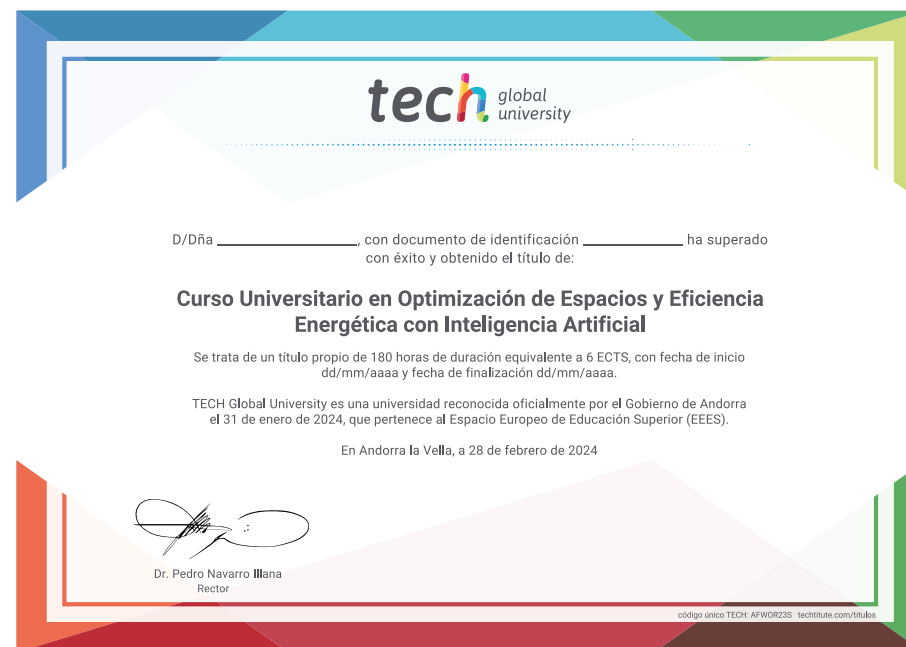 tech global university
D/Dña ______________, con documento de identificación __________ ha superado
con éxito y obtenido el título de:
Curso Universitario en Optimización de Espacios y Eficiencia
Energética con Inteligencia Artificial
Se trata de un título propio de 180 horas de duración equivalente a 6 ECTS, con fecha de inicio
dd/mm/aaaa y fecha de finalización dd/mm/aaaa.
TECH Global University es una universidad reconocida oficialmente por el Gobierno de Andorra
el 31 de enero de 2024, que pertenece al Espacio Europeo de Educación Superior (EEES).
En Andorra la Vella, a 28 de febrero de 2024
Dr. Pedro Navarro Illana
Rector
código único TECH: AFWOR23S techtitute.com/titulos